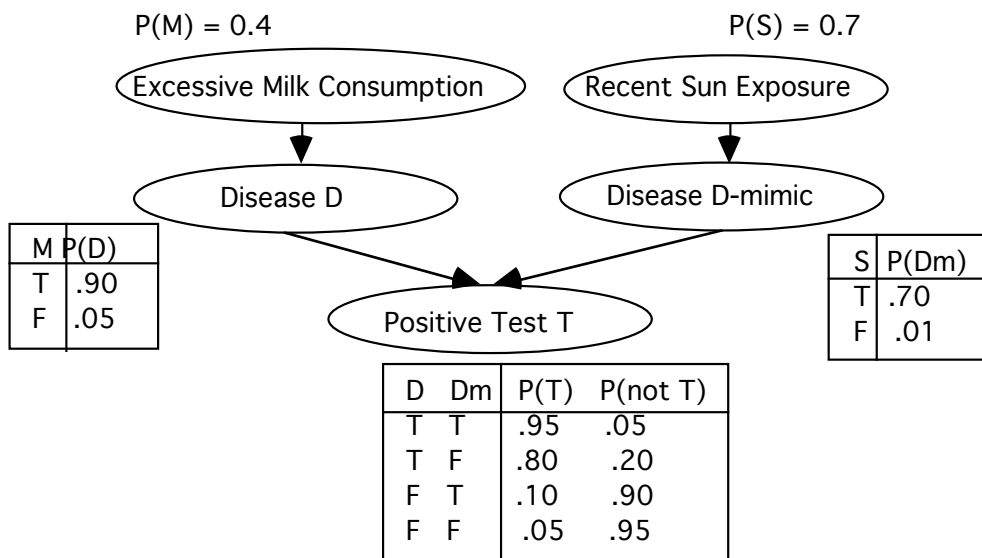 P(M) = 0.4
P(S) = 0.7
Excessive Milk Consumption
Recent Sun Exposure
Disease D
Disease D-mimic
M P(D)
T .90
F .05
S P(Dm)
T .70
F .01
Positive Test T
D Dm P(T) P(not T)
T T .95 .05
T F .80 .20
F T .10 .90
F F .05 .95